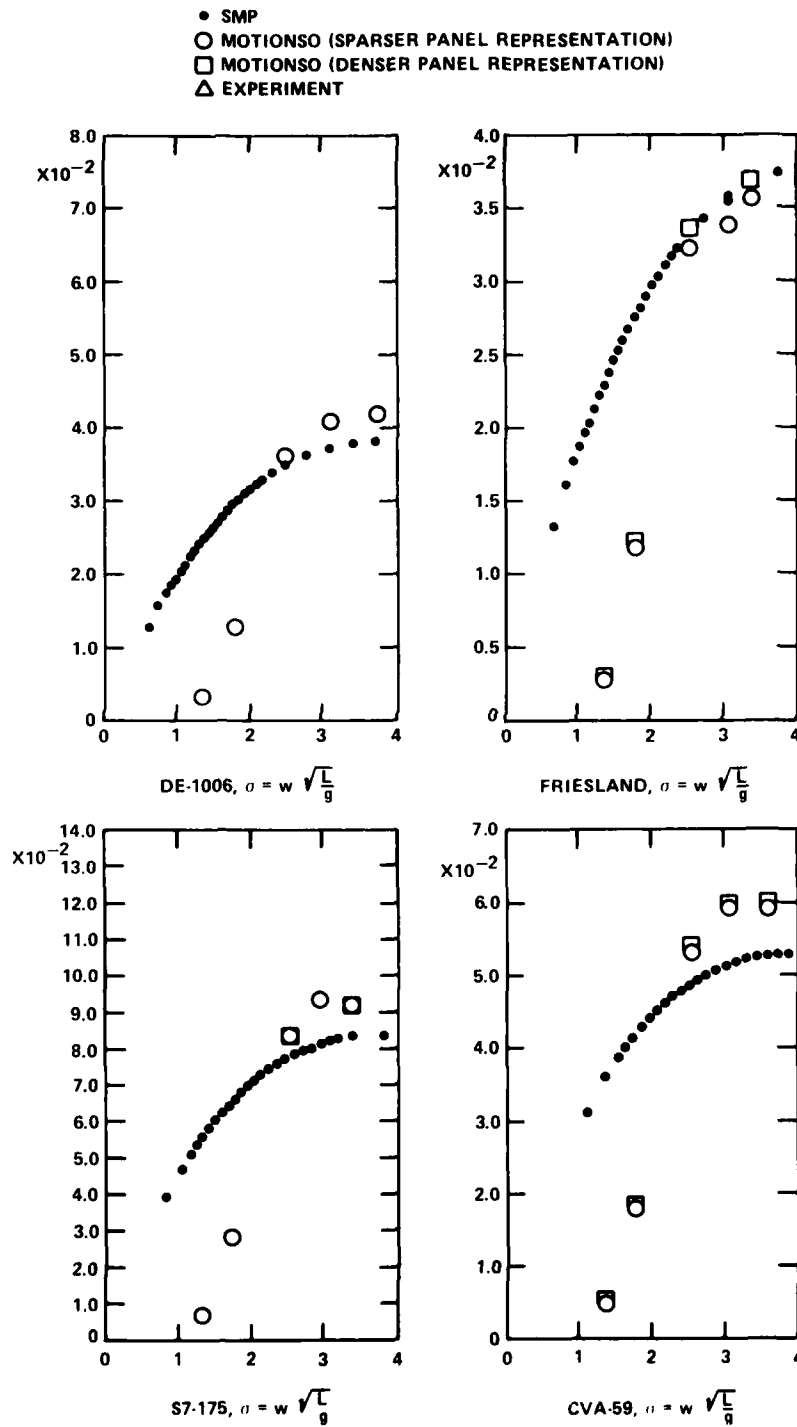 ● SMP
○ MOTIONSO (SPARSER PANEL REPRESENTATION)
□ MOTIONSO (DENSER PANEL REPRESENTATION)
△ EXPERIMENT
8.0
X10⁻²
7.0
6.0
5.0
4.0
3.0
2.0
1.0
0
0 1 2 3 4
DE-1006, σ = w √L/g
4.0
X10⁻²
3.5
3.0
2.5
2.0
1.5
1.0
0.5
0
0 1 2 3 4
FRIESLAND, σ = w √L/g
14.0
X10⁻²
13.0
12.0
11.0
10.0
9.0
8.0
7.0
6.0
5.0
4.0
3.0
2.0
1.0
0
0 1 2 3 4
S7-175, σ = w √L/g
7.0
X10⁻²
6.0
5.0
4.0
3.0
2.0
1.0
0.0
0 1 2 3 4
CVA-59, σ = w √L/g